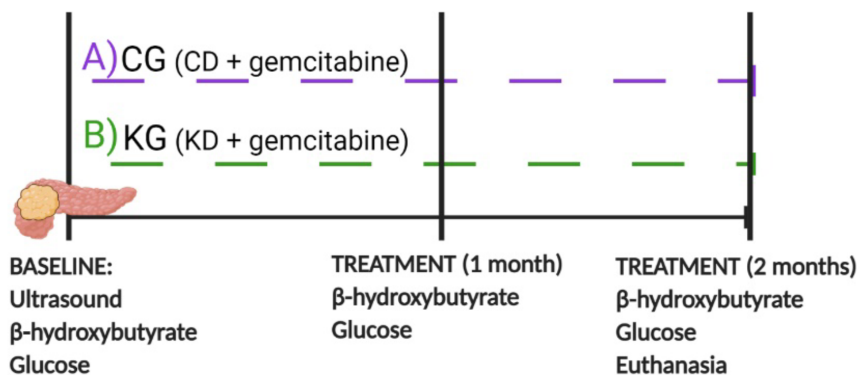 A) CG (CD + gemcitabine)
B) KG (KD + gemcitabine)
BASELINE:
Ultrasound
β-hydroxybutyrate
Glucose
TREATMENT (1 month)
β-hydroxybutyrate
Glucose
TREATMENT (2 months)
β-hydroxybutyrate
Glucose
Euthanasia